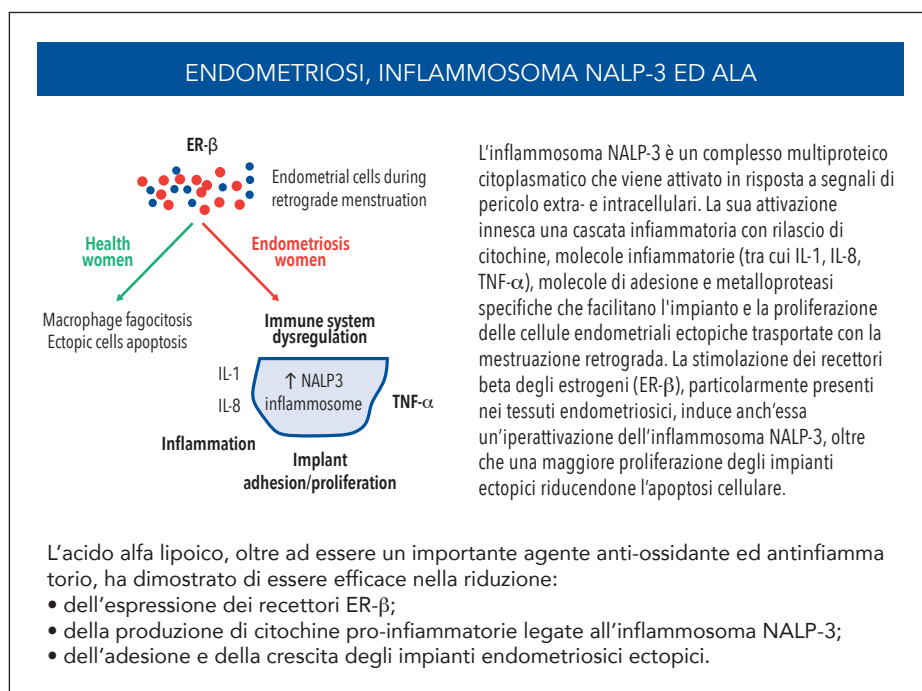 ENDOMETRIOSI, INFLAMMOSOMA NALP-3 ED ALA
ER-β
Endometrial cells during
retrograde menstruation
Health
women
Endometriosis
women
Macrophage fagocitosis
Ectopic cells apoptosis
Immune system
dysregulation
IL-1
IL-8
↑ NALP3
inflammosome
TNF-α
Inflammation
Implant
adhesion/proliferation
L'inflammosoma NALP-3 è un complesso multiproteico
citoplasmatico che viene attivato in risposta a segnali di
pericolo extra- e intracellulari. La sua attivazione
innesca una cascata infiammatoria con rilascio di
citochine, molecole infiammatorie (tra cui IL-1, IL-8,
TNF-α), molecole di adesione e metalloproteasi
specifiche che facilitano l'impianto e la proliferazione
delle cellule endometriali ectopiche trasportate con la
mestruazione retrograda. La stimolazione dei recettori
beta degli estrogeni (ER-β), particolarmente presenti
nei tessuti endometriosici, induce anch'essa
un'iperattivazione dell'inflammosoma NALP-3, oltre
che una maggiore proliferazione degli impianti
ectopici riducendone l'apoptosi cellulare.
L'acido alfa lipoico, oltre ad essere un importante agente anti-ossidante ed antinfiamma
torio, ha dimostrato di essere efficace nella riduzione:
• dell'espressione dei recettori ER-β;
• della produzione di citochine pro-infiammatorie legate all'inflammosoma NALP-3;
• dell'adesione e della crescita degli impianti endometriosici ectopici.